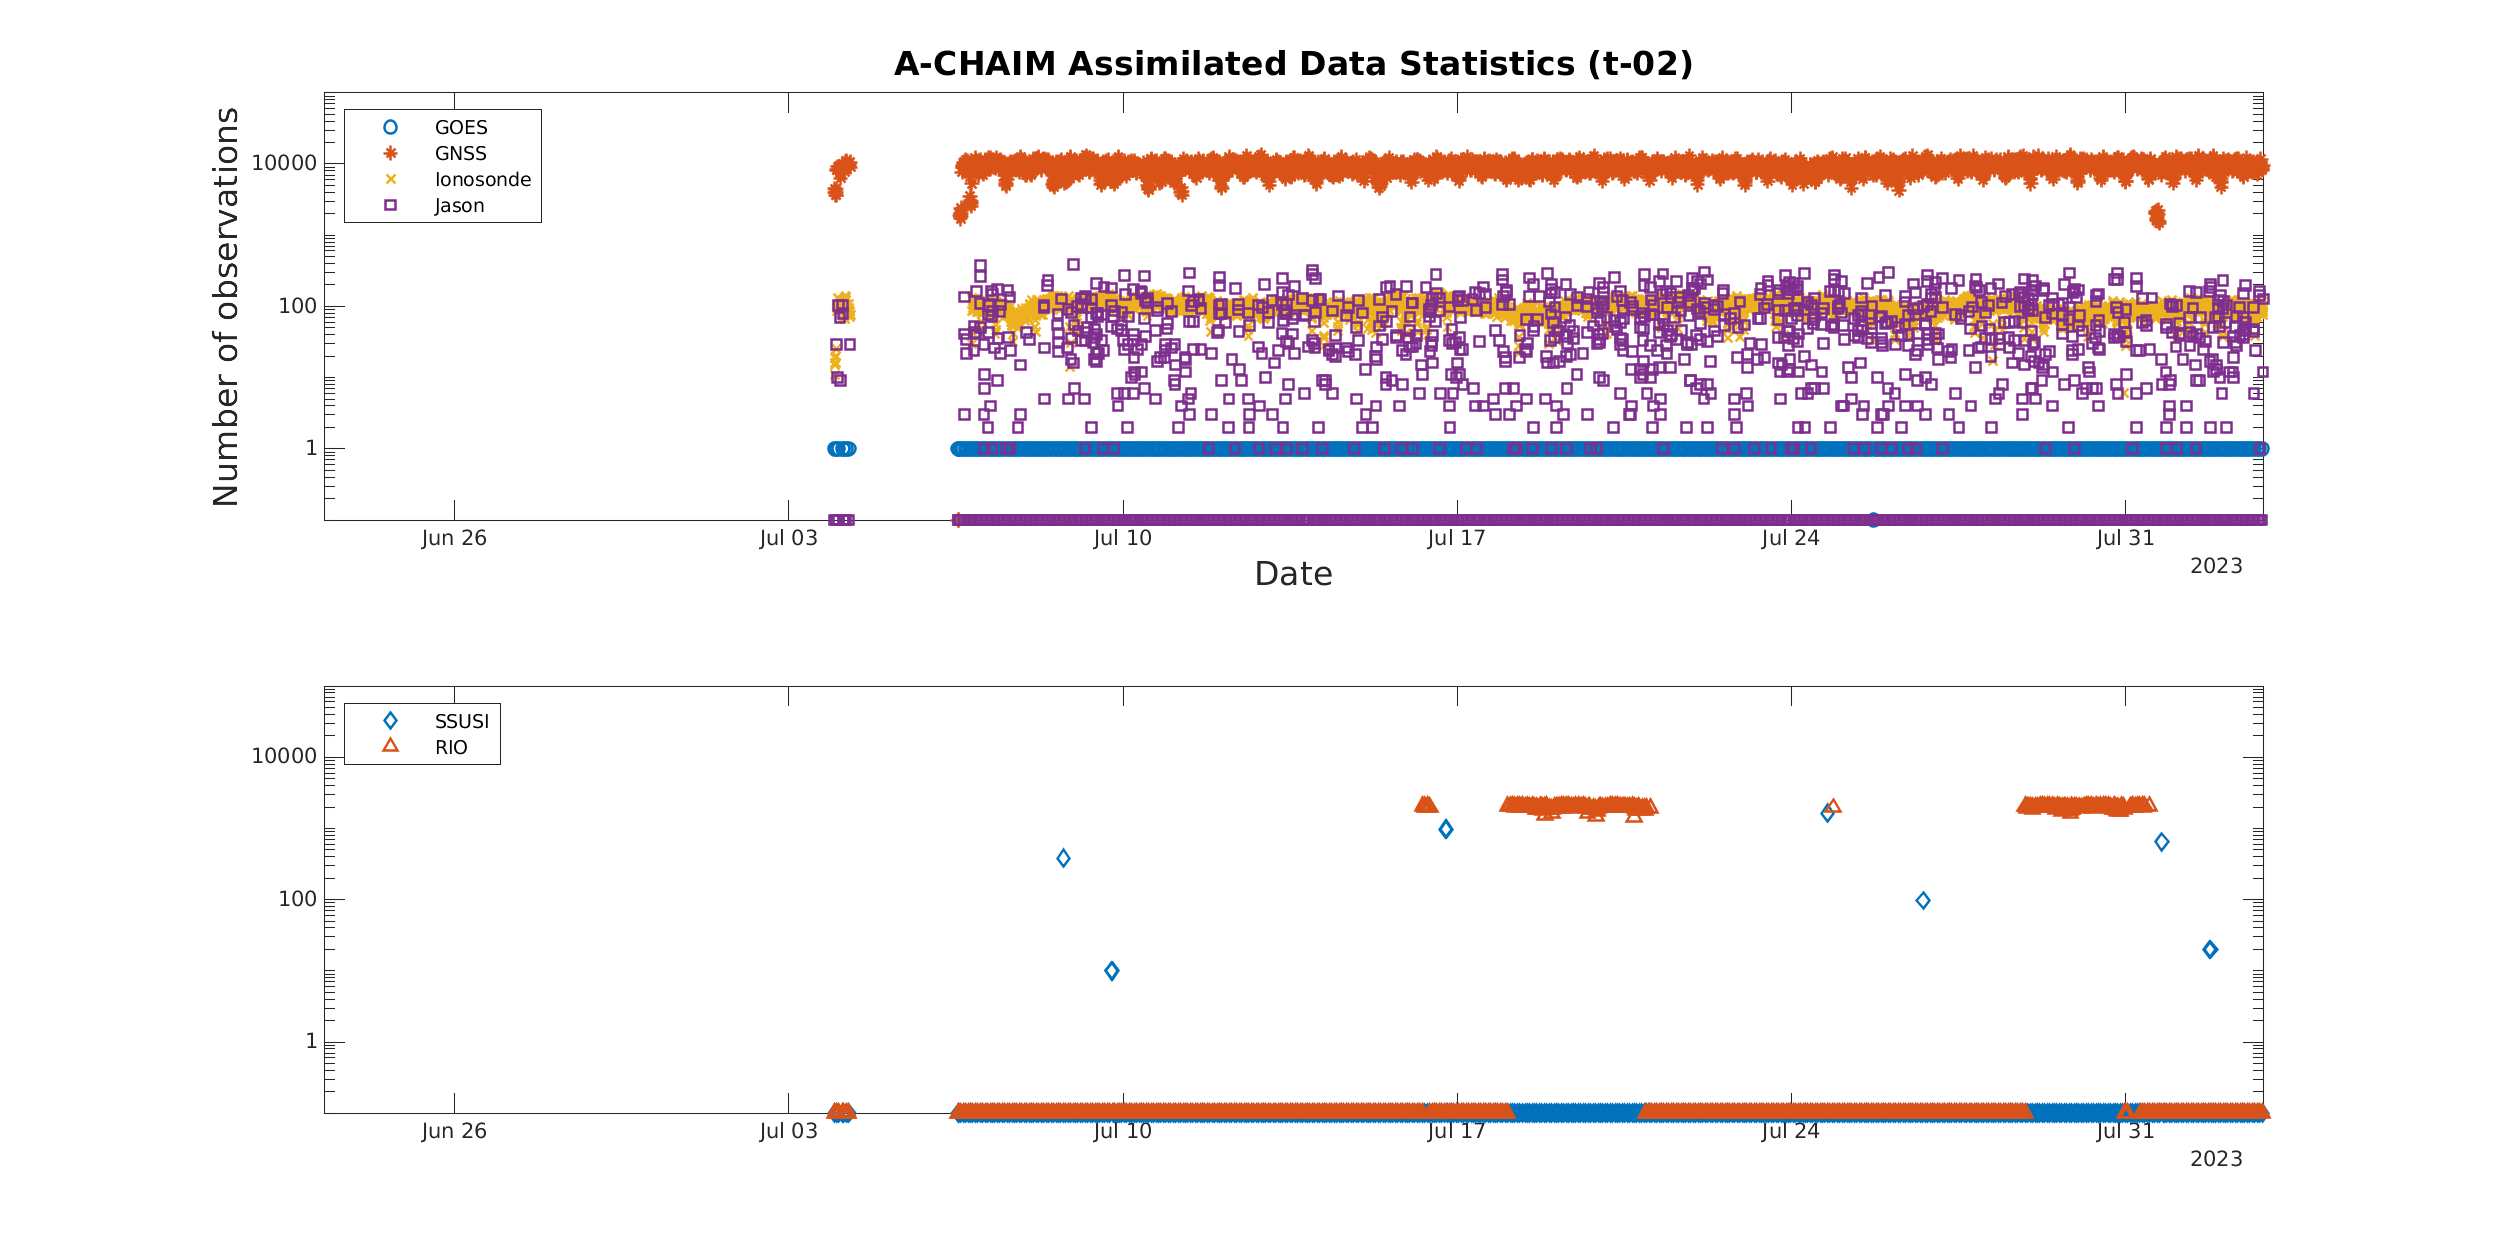 A-CHAIM Assimilated Data Statistics (t-02)
Number of observations
GOES
GNSS
Ionosonde
Jason
10000
100
1
Jun 26
Jul 03
Jul 10
Jul 17
Jul 24
Jul 31
2023
Date
SSUSI
RIO
10000
100
1
Jun 26
Jul 03
Jul 10
Jul 17
Jul 24
Jul 31
2023